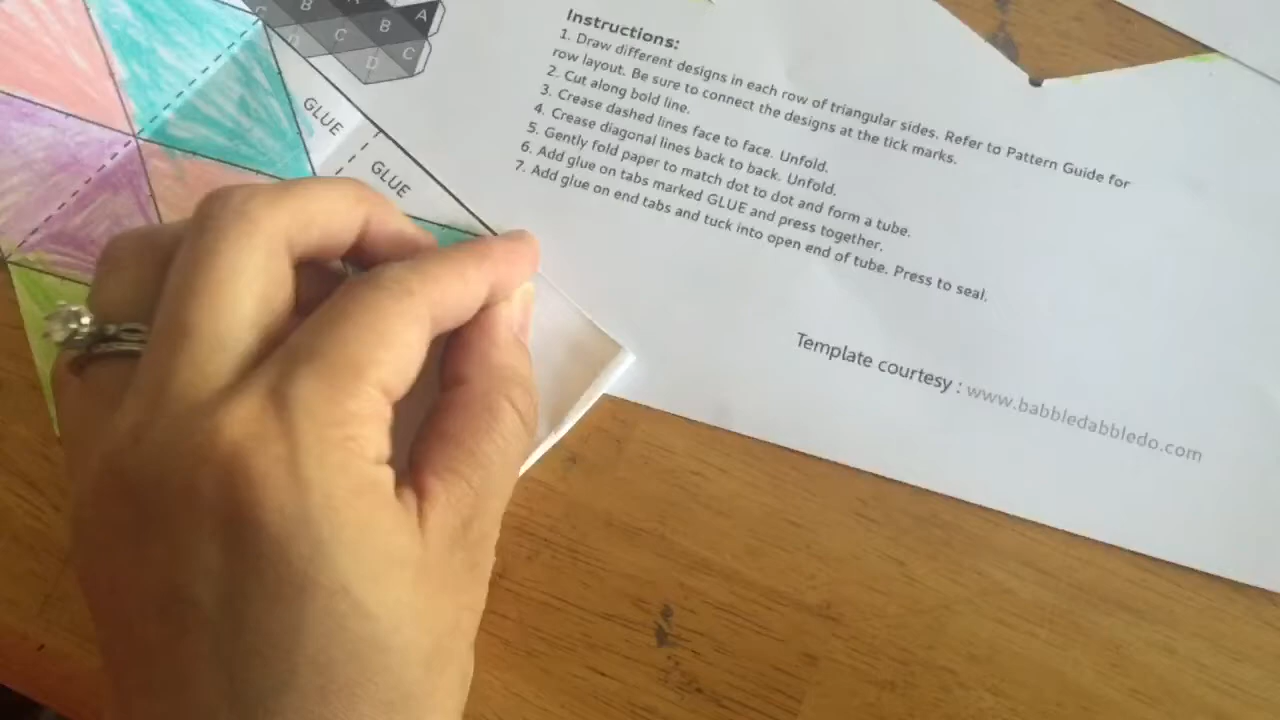 C B A
B
D C C
D
GLUE
GLUE
Instructions:
1. Draw different designs in each row of triangular sides. Refer to Pattern Guide for
row layout. Be sure to connect the designs at the tick marks.
2. Cut along bold line.
3. Crease dashed lines face to face. Unfold.
4. Crease diagonal lines back to back. Unfold.
5. Gently fold paper to match dot to dot and form a tube.
6. Add glue on tabs marked GLUE and press together.
7. Add glue on end tabs and tuck into open end of tube. Press to seal.
Template courtesy : www.babbledabbledo.com